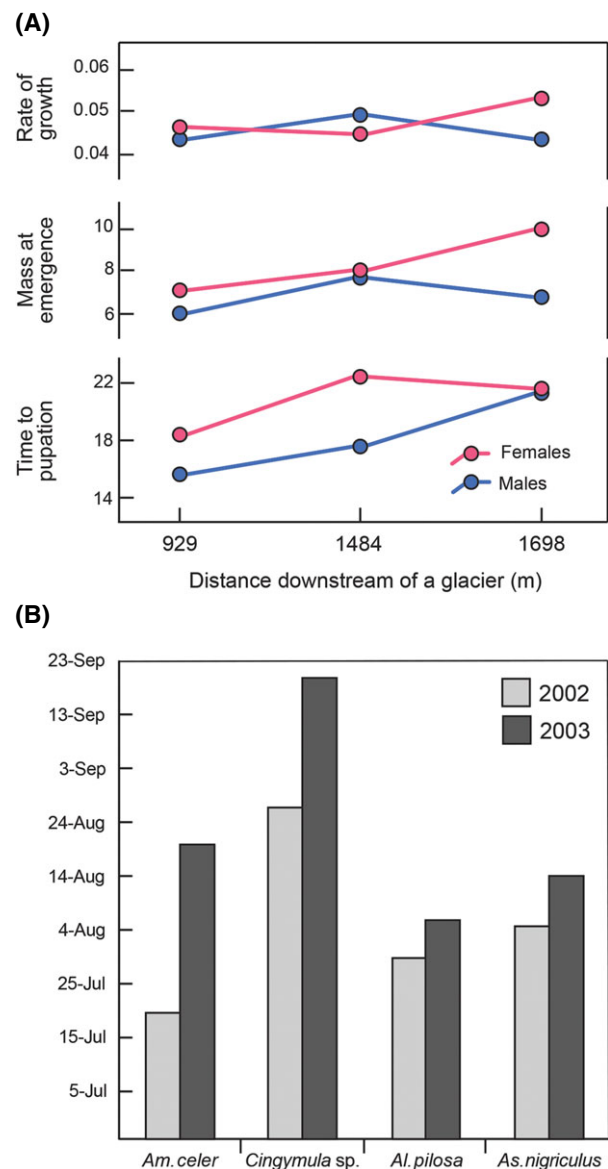 (A)
Rate of
growth
0.06
0.05
0.04
Mass at
emergence
10
8
6
Time to
pupation
22
18
14
Females
Males
929 1484 1698
Distance downstream of a glacier (m)
(B)
23-Sep
13-Sep
3-Sep
24-Aug
14-Aug
4-Aug
25-Jul
15-Jul
5-Jul
2002
2003
Am. celer Cingymula sp. Al. pilosa As. nigriculus